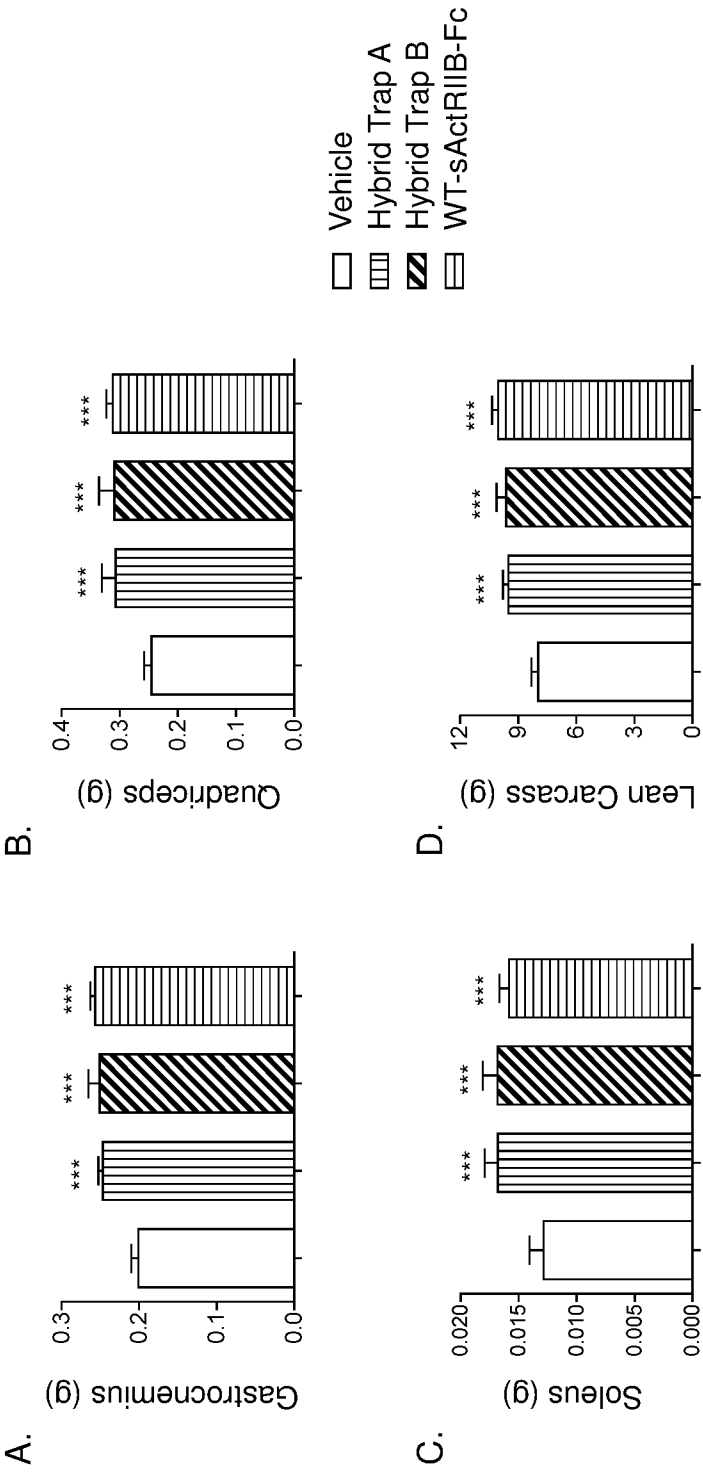 A.
Gastrocnemius (g)
0.3
0.2
0.1
0.0
***
***
***
B.
Quadriceps (g)
0.4
0.3
0.2
0.1
0.0
***
***
***
C.
Soleus (g)
0.020
0.015
0.010
0.005
0.000
***
***
***
D.
Lean Carcass (g)
12
9
6
3
0
***
***
***
Vehicle
Hybrid Trap A
Hybrid Trap B
WT-sActRIIB-Fc